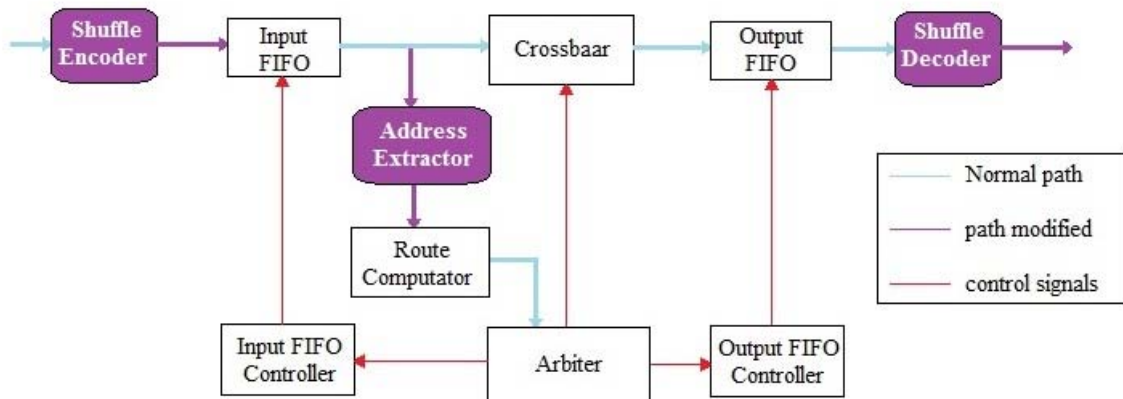 Shuffle
Encoder
Input
FIFO
Crossbaar
Output
FIFO
Shuffle
Decoder
Address
Extractor
Route
Computator
Input FIFO
Controller
Arbiter
Output FIFO
Controller
Normal path
path modified
control signals